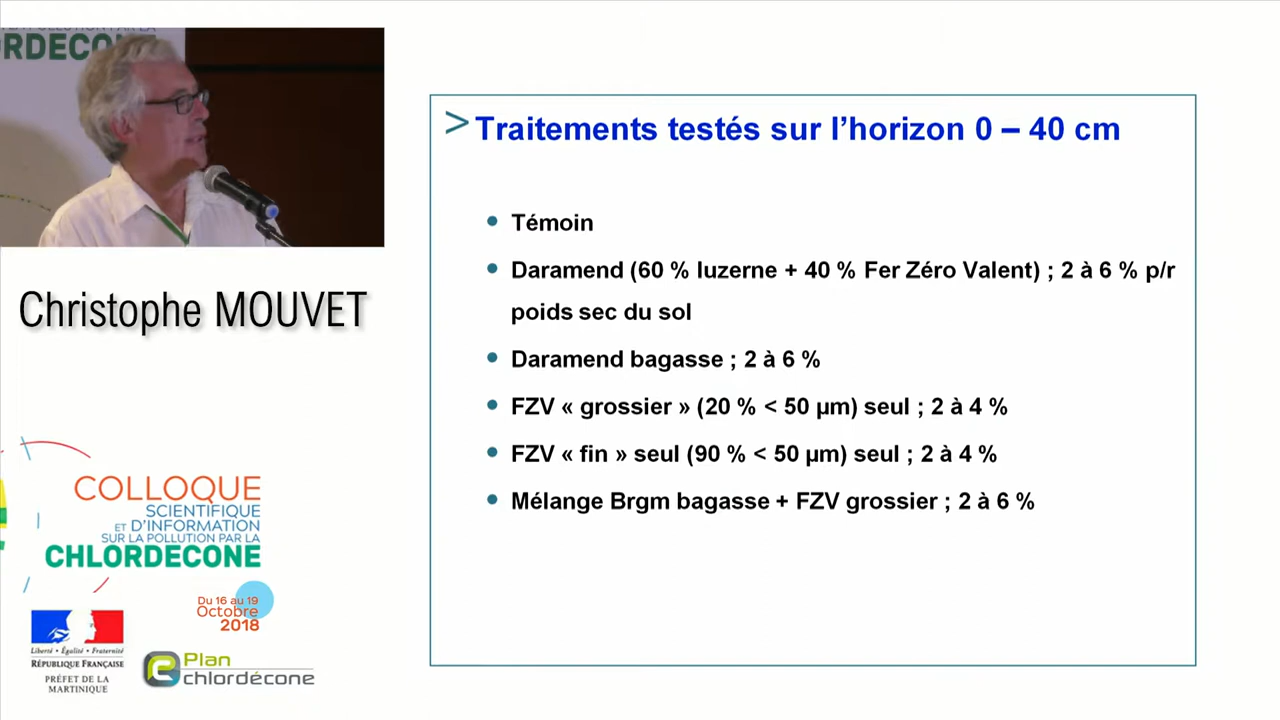 RDECO
Christophe MOUVET
COLLOQUE
SCIENTIFIQUE
ET D'INFORMATION
SUR LA POLLUTION PAR LA
CHLORDECONE
Du 16 au 19
Octobre
2018
Liberté • Égalité • Fraternité
RÉPUBLIQUE FRANÇAISE
PRÉFET DE LA
MARTINIQUE
Plan
chlordécone
> Traitements testés sur l'horizon 0 – 40 cm
• Témoin
• Daramend (60 % luzerne + 40 % Fer Zéro Valent) ; 2 à 6 % p/r
poids sec du sol
• Daramend bagasse ; 2 à 6 %
• FZV « grossier » (20 % < 50 µm) seul ; 2 à 4 %
• FZV « fin » seul (90 % < 50 µm) seul ; 2 à 4 %
• Mélange Brgm bagasse + FZV grossier ; 2 à 6 %